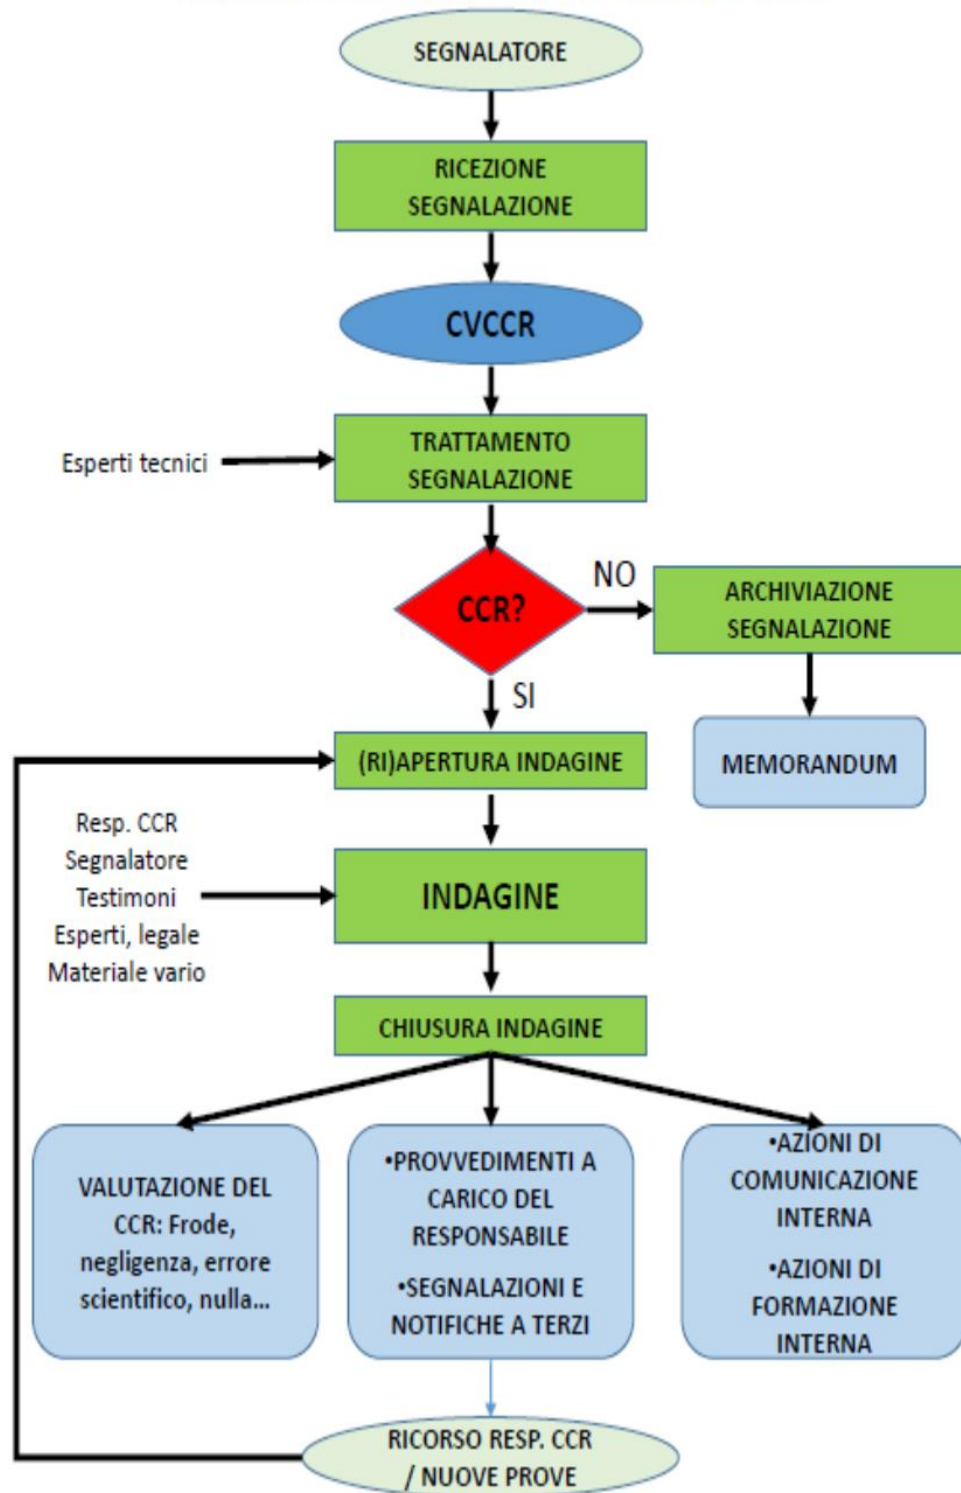 SEGNALATORE
RICEZIONE
SEGNALAZIONE
CVCCR
TRATTAMENTO
SEGNALAZIONE
Esperti tecnici
CCR?
NO
ARCHIVIAZIONE
SEGNALAZIONE
SI
MEMORANDUM
(RI)APERTURA INDAGINE
Resp. CCR
Segnalatore
Testimoni
Esperti, legale
Materiale vario
INDAGINE
CHIUSURA INDAGINE
VALUTAZIONE DEL
CCR: Frode,
negligenza, errore
scientifico, nulla...
•PROVVEDIMENTI A
CARICO DEL
RESPONSABILE
•SEGNALAZIONI E
NOTIFICHE A TERZI
•AZIONI DI
COMUNICAZIONE
INTERNA
•AZIONI DI
FORMAZIONE
INTERNA
RICORSO RESP. CCR
/ NUOVE PROVE